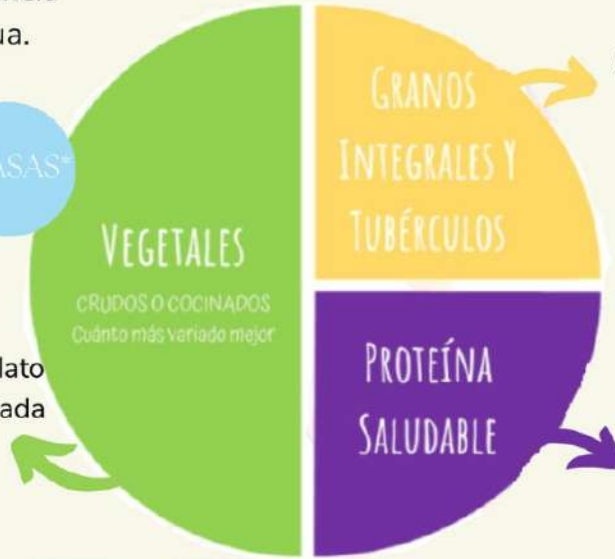 ua.
ASAS*
VEGETALES
CRUDOS O COCINADOS
Cuánto más variado mejor
GRANOS
INTEGRALES Y
TUBÉRCULOS
PROTEÍNA
SALUDABLE
lato
ada